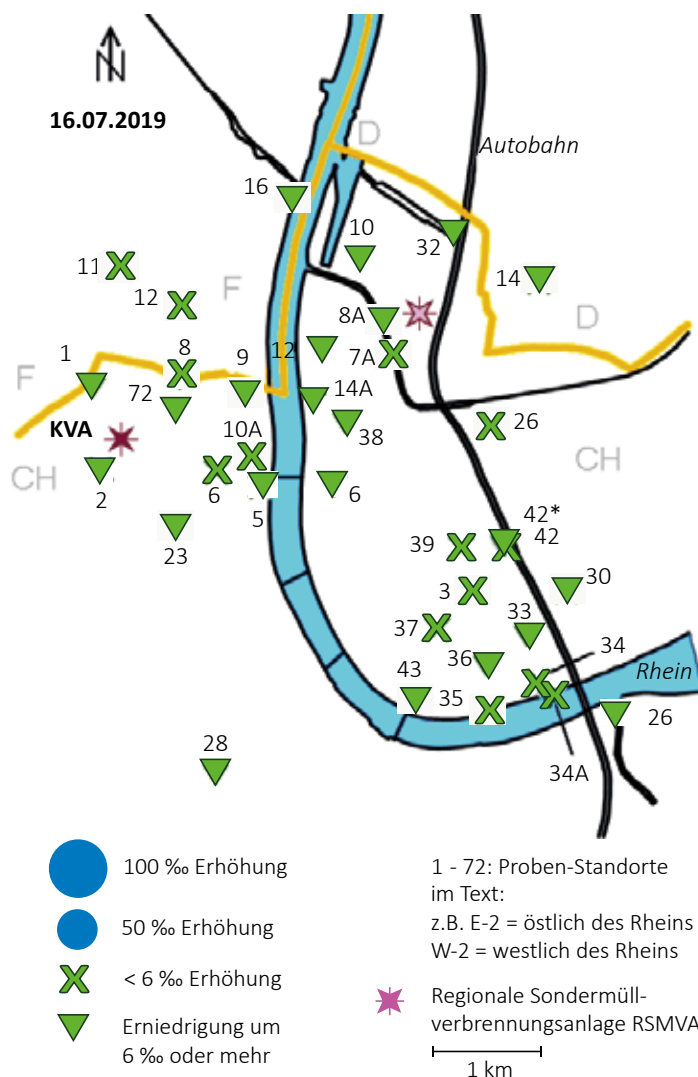 N
16.07.2019
D
Autobahn
16
10
32
11
14
12
F
8A
D
8
9
12
7A
1
F
72
14A
KVA
10A
38
26
CH
CH
2
6
5
6
23
42*
39
42
3
30
33
37
34
36
Rhein
43
35
26
28
34A
100 ‰ Erhöhung
50 ‰ Erhöhung
< 6 ‰ Erhöhung
Erniedrigung um
6 ‰ oder mehr
1 - 72: Proben-Standorte
im Text:
z.B. E-2 = östlich des Rheins
W-2 = westlich des Rheins
Regionale Sondermüll-
verbrennungsanlage RSMVA
1 km